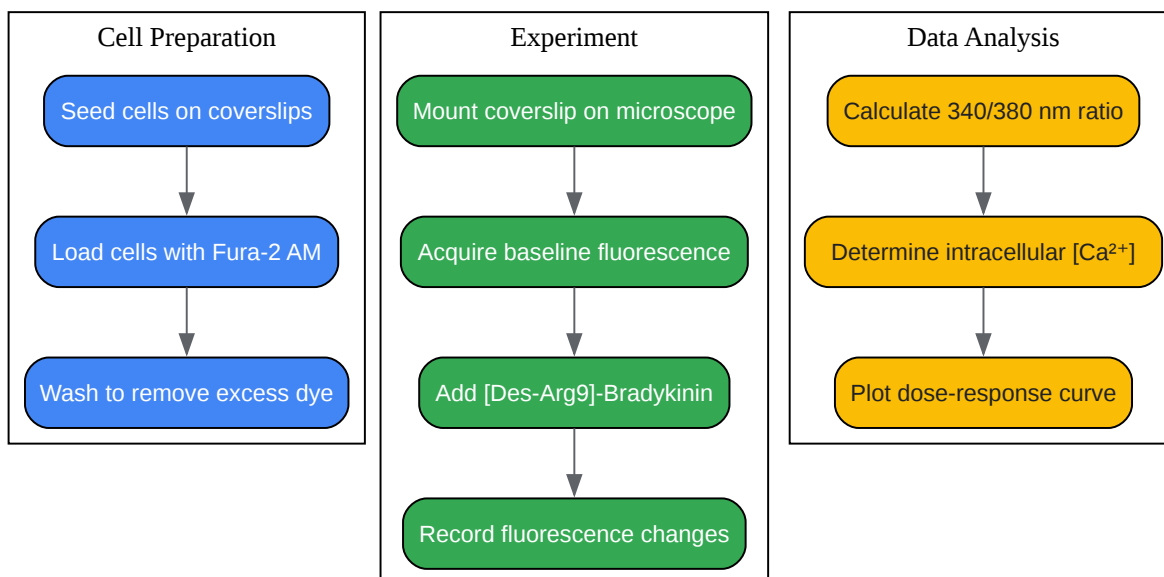 Cell Preparation
Seed cells on coverslips
Load cells with Fura-2 AM
Wash to remove excess dye
Experiment
Mount coverslip on microscope
Acquire baseline fluorescence
Add [Des-Arg9]-Bradykinin
Record fluorescence changes
Data Analysis
Calculate 340/380 nm ratio
Determine intracellular [Ca²⁺]
Plot dose-response curve